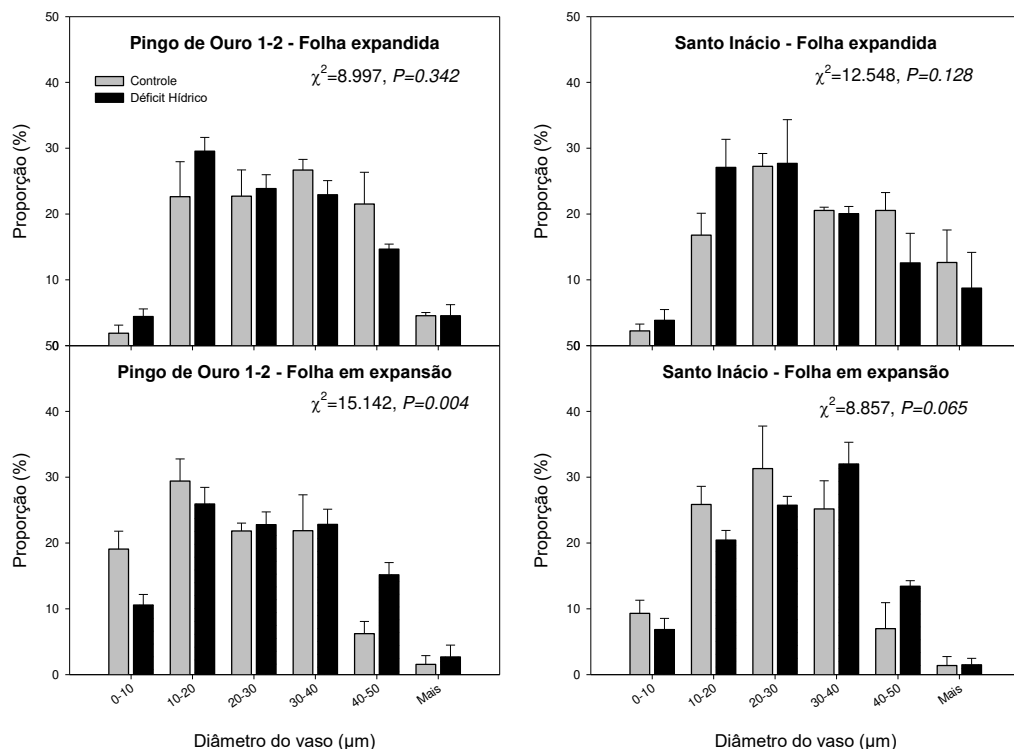 Pingo de Ouro 1-2 - Folha expandida
χ²=8.997, P=0.342
Controle
Déficit Hídrico
Proporção (%)
50
40
30
20
10
Santo Inácio - Folha expandida
χ²=12.548, P=0.128
Proporção (%)
50
40
30
20
10
0
Pingo de Ouro 1-2 - Folha em expansão
χ²=15.142, P=0.004
Proporção (%)
50
40
30
20
10
0
0-10
10-20
20-30
30-40
40-50
Mais
Diâmetro do vaso (µm)
Santo Inácio - Folha em expansão
χ²=8.857, P=0.065
Proporção (%)
50
40
30
20
10
0
0-10
10-20
20-30
30-40
40-50
Mais
Diâmetro do vaso (µm)